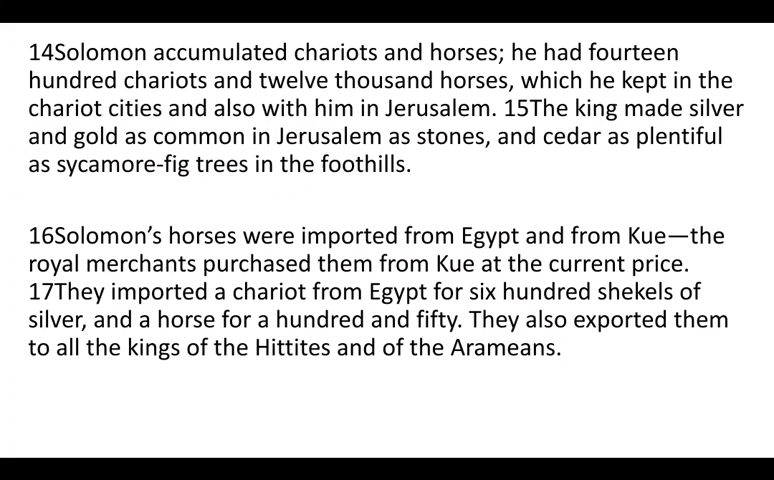 14Solomon accumulated chariots and horses; he had fourteen
hundred chariots and twelve thousand horses, which he kept in the
chariot cities and also with him in Jerusalem. 15The king made silver
and gold as common in Jerusalem as stones, and cedar as plentiful
as sycamore-fig trees in the foothills.
16Solomon’s horses were imported from Egypt and from Kue—the
royal merchants purchased them from Kue at the current price.
17They imported a chariot from Egypt for six hundred shekels of
silver, and a horse for a hundred and fifty. They also exported them
to all the kings of the Hittites and of the Arameans.